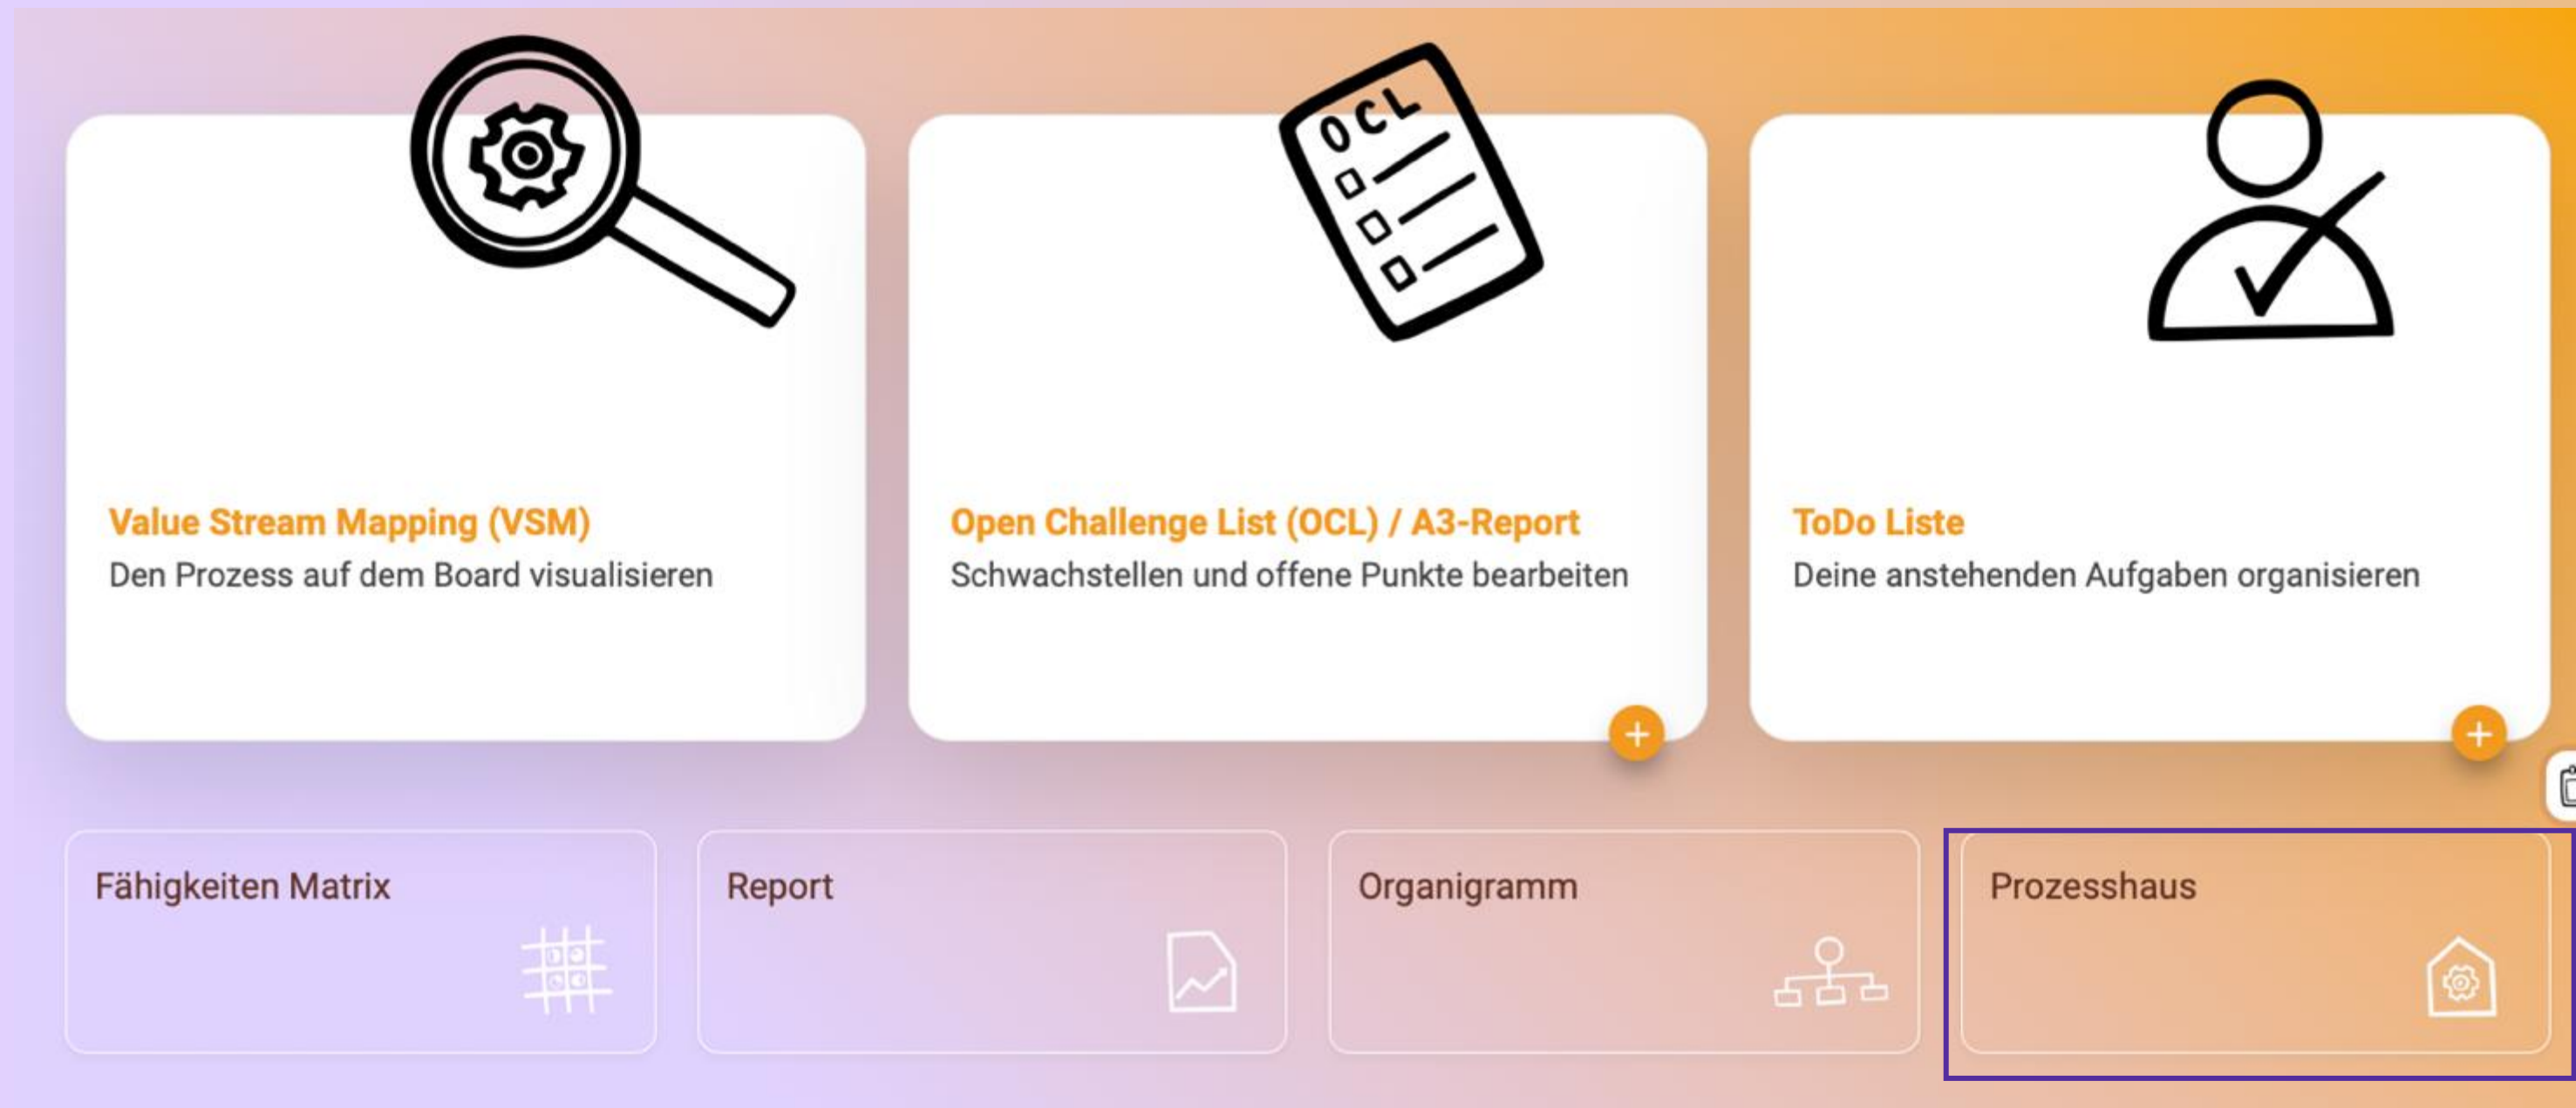 OCL
Value Stream Mapping (VSM)
Den Prozess auf dem Board visualisieren
Open Challenge List (OCL) / A3-Report
Schwachstellen und offene Punkte bearbeiten
ToDo Liste
Deine anstehenden Aufgaben organisieren
+
+
Fähigkeiten Matrix
Report
Organigramm
Prozesshaus